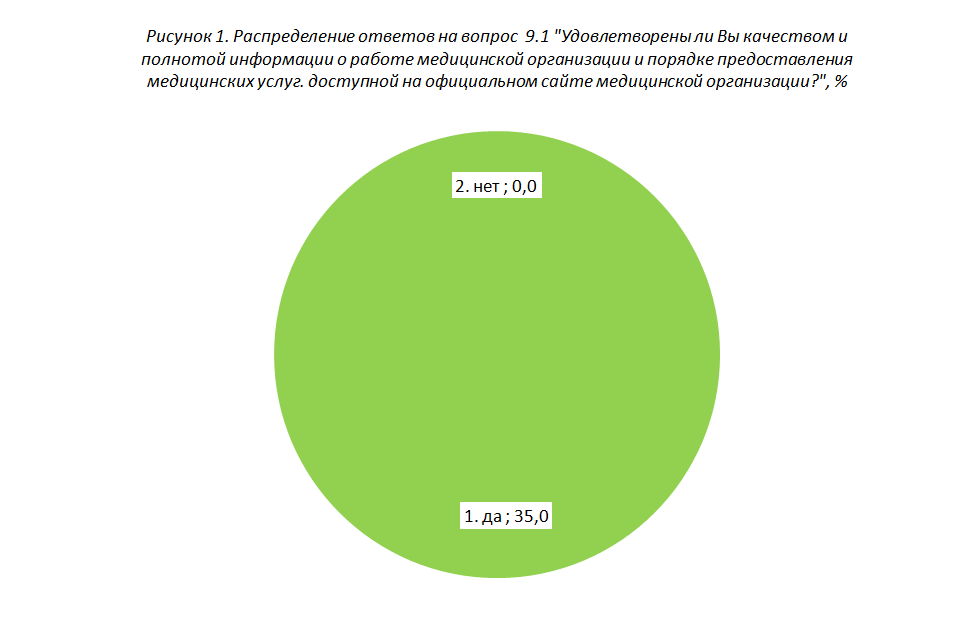 Рисунок 1. Распределение ответов на вопрос  9.1 "Удовлетворены ли Вы качеством и
полнотой информации о работе медицинской организации и порядке предоставления
медицинских услуг. доступной на официальном сайте медицинской организации?", %
2. нет ; 0,0
1. да ; 35,0